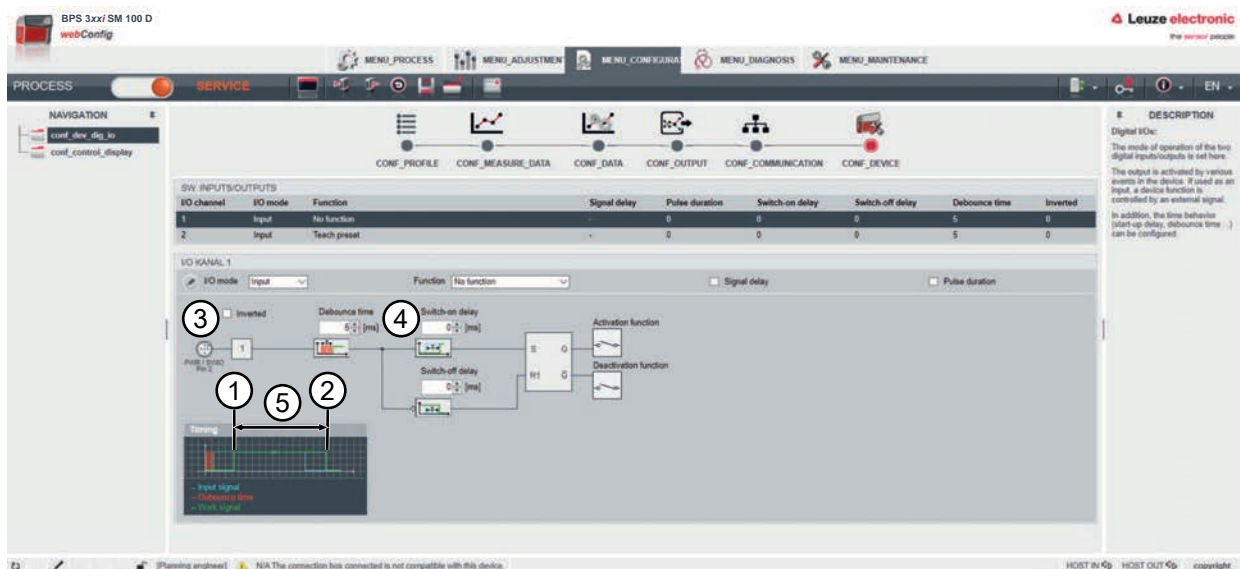 BPS 3xxi SM 100 D
webConfig
Leuze electronic
the sensor people
MENU_PROCESS
MENU_ADJUSTMEN
MENU_CONFIGURA
MENU_DIAGNOSIS
MENU_MAINTENANCE
PROCESS
SERVICE
EN
NAVIGATION
conf_dev_dig_io
conf_control_display
CONF_PROFILE
CONF_MEASURE_DATA
CONF_DATA
CONF_OUTPUT
CONF_COMMUNICATION
CONF_DEVICE
SW. INPUTS/OUTPUTS
I/O channel I/O mode Function Signal delay Pulse duration Switch-on delay Switch-off delay Debounce time Inverted
1 Input No function - 0 0 0 5 0
2 Input Teach preset - 0 0 0 5 0
I/O KANAL 1
I/O mode Input Function No function Signal delay Pulse duration
3 Inverted
Debounce time
5 [ms]
4 Switch-on delay
0 [ms]
PWR / SWIO
Pin 2
1
S Q
R1 Q
Activation function
Deactivation function
Switch-off delay
0 [ms]
1
5
2
Timing
- Input signal
- Debounce time
- Work signal
DESCRIPTION
Digital I/Os:
The mode of operation of the two
digital inputs/outputs is set here.
The output is activated by various
events in the device. If used as an
input, a device function is
controlled by an external signal.
In addition, the time behavior
(start-up delay, debounce time ...)
can be configured.
[Planning engineer]
N/A The connection box connected is not compatible with this device.
HOST IN
HOST OUT
copyright